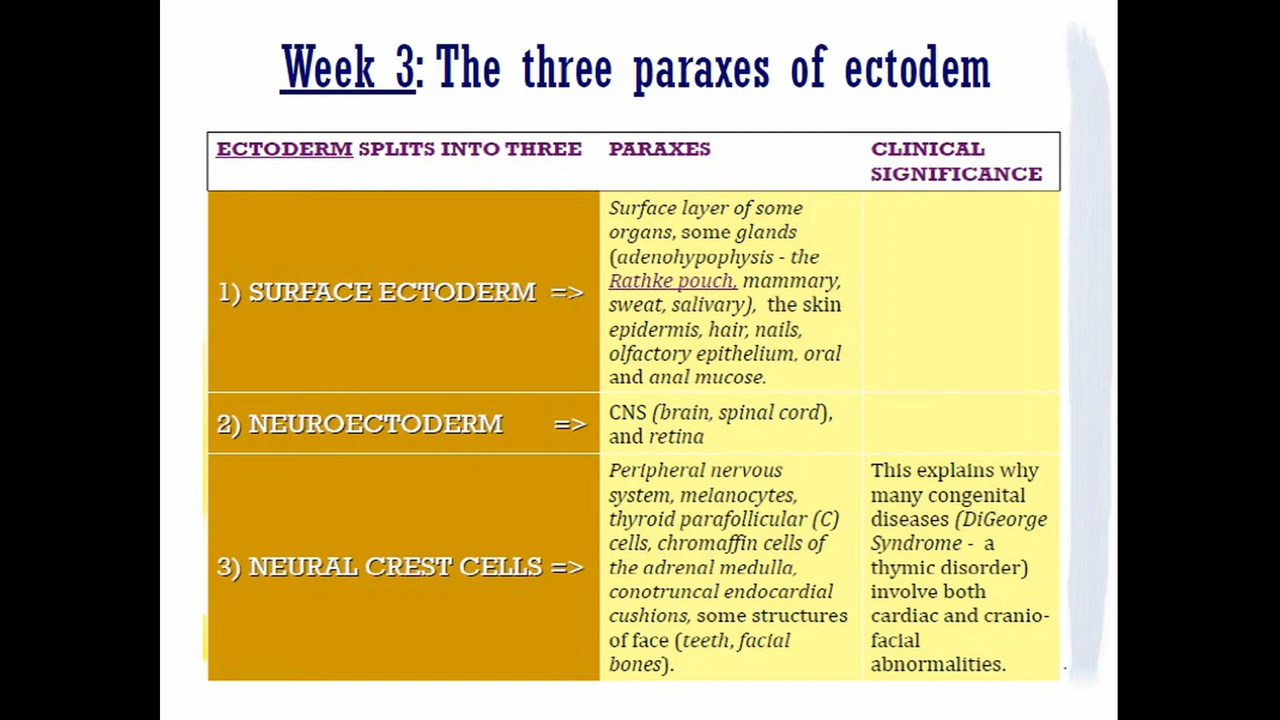 Week 3: The three paraxes of ectodem
ECTODERM SPLITS INTO THREE
PARAXES
CLINICAL
SIGNIFICANCE
1) SURFACE ECTODERM =>
Surface layer of some
organs, some glands
(adenohypophysis - the
Rathke pouch, mammary,
sweat, salivary), the skin
epidermis, hair, nails,
olfactory epithelium, oral
and anal mucose.
2) NEUROECTODERM =>
CNS (brain, spinal cord),
and retina
3) NEURAL CREST CELLS =>
Peripheral nervous
system, melanocytes,
thyroid parafollicular (C)
cells, chromaffin cells of
the adrenal medulla,
conotruncal endocardial
cushions, some structures
of face (teeth, facial
bones).
This explains why
many congenital
diseases (DiGeorge
Syndrome - a
thymic disorder)
involve both
cardiac and cranio-
facial
abnormalities.